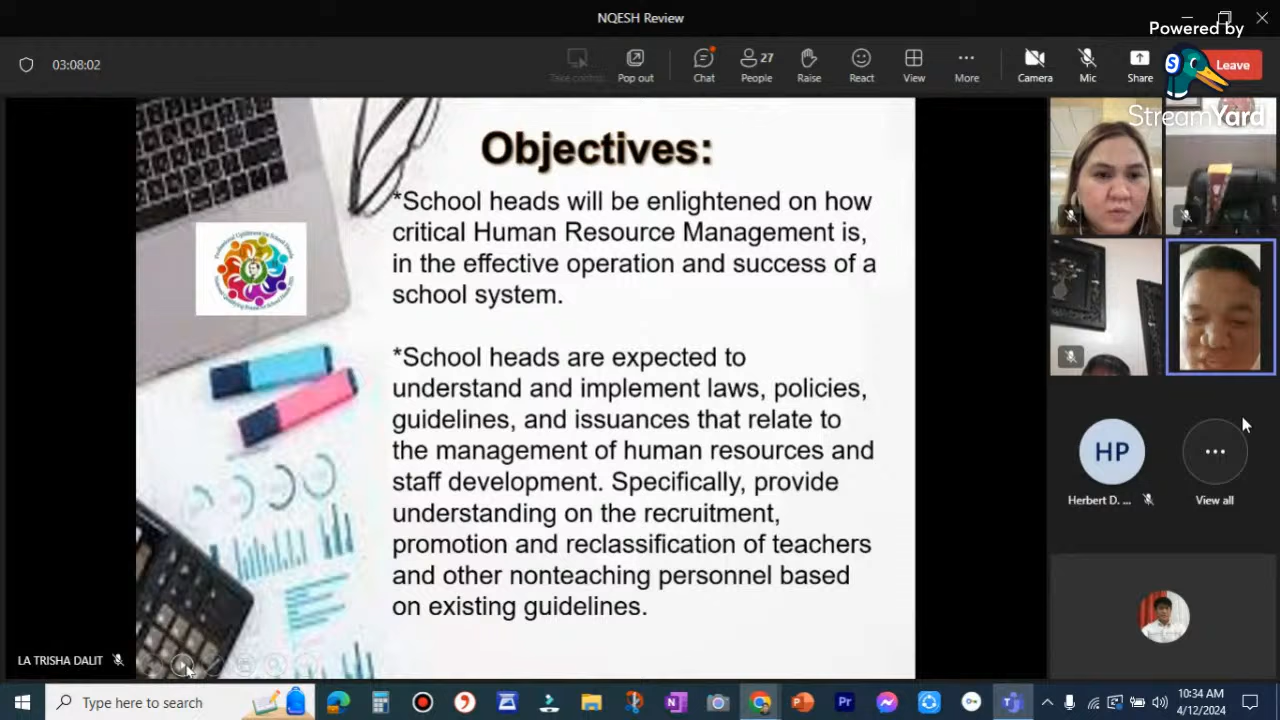 NQESH Review
Powered by
StreamYard
03:08:02
Take control
Pop out
Chat
27
People
Raise
React
View
More
Camera
Mic
Share
Leave
Objectives:
*School heads will be enlightened on how
critical Human Resource Management is,
in the effective operation and success of a
school system.
*School heads are expected to
understand and implement laws, policies,
guidelines, and issuances that relate to
the management of human resources and
staff development. Specifically, provide
understanding on the recruitment,
promotion and reclassification of teachers
and other nonteaching personnel based
on existing guidelines.
HP
Herbert D. ...
View all
LA TRISHA DALIT
Type here to search
10:34 AM
4/12/2024